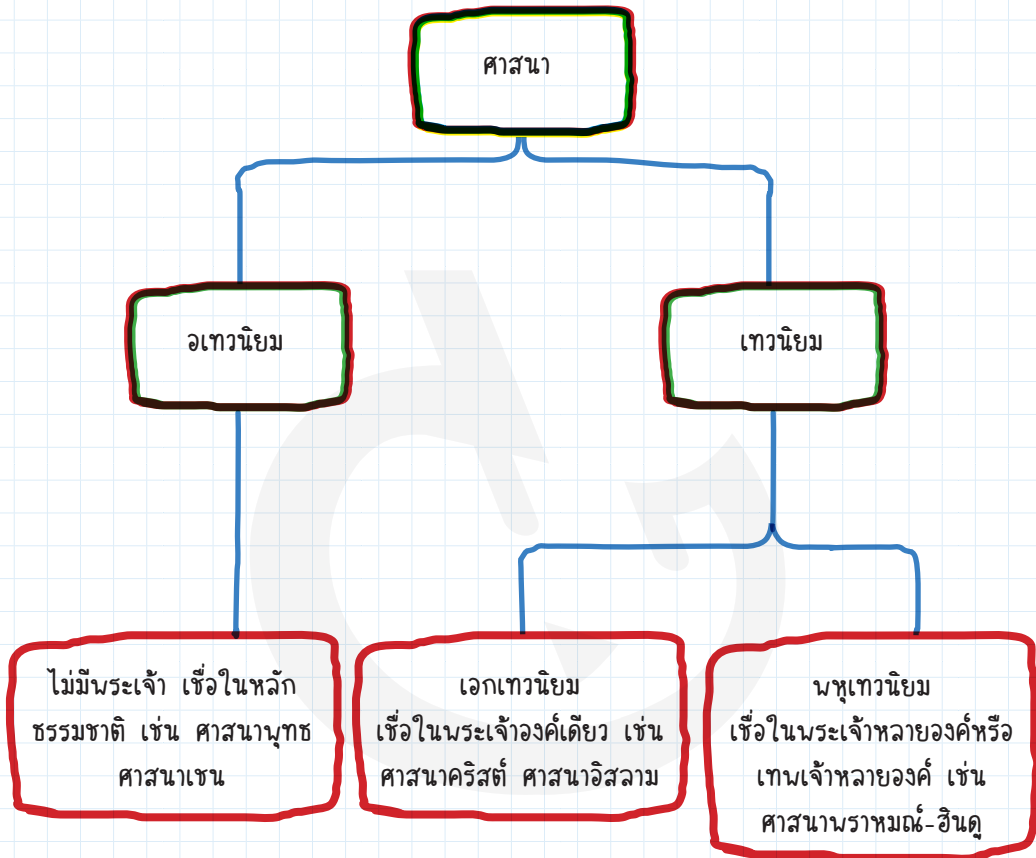 ศาสนา
อเทวนิยม
เทวนิยม
ไม่มีพระเจ้า เชื่อในหลัก
ธรรมชาติ เช่น ศาสนาพุทธ
ศาสนาเชน
เอกเทวนิยม
เชื่อในพระเจ้าองค์เดียว เช่น
ศาสนาคริสต์ ศาสนาอิสลาม
พหุเทวนิยม
เชื่อในพระเจ้าหลายองค์หรือ
เทพเจ้าหลายองค์ เช่น
ศาสนาพราหมณ์-ฮินดู